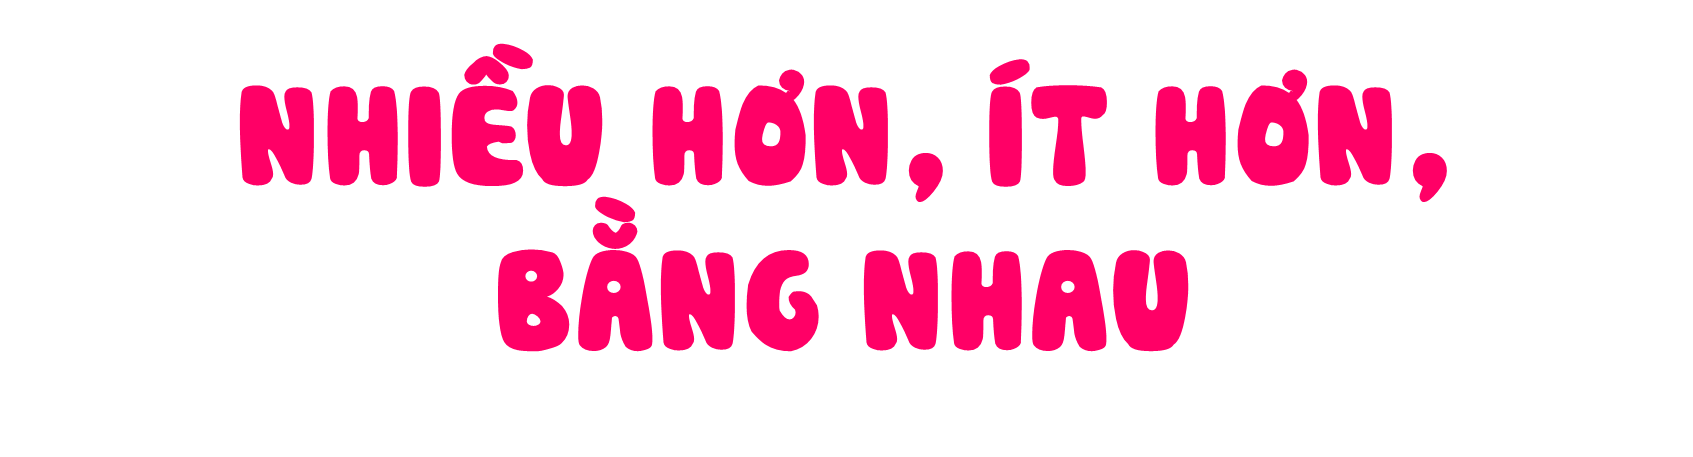 NHIỀU HƠN, ÍT HƠN,
BẰNG NHAU